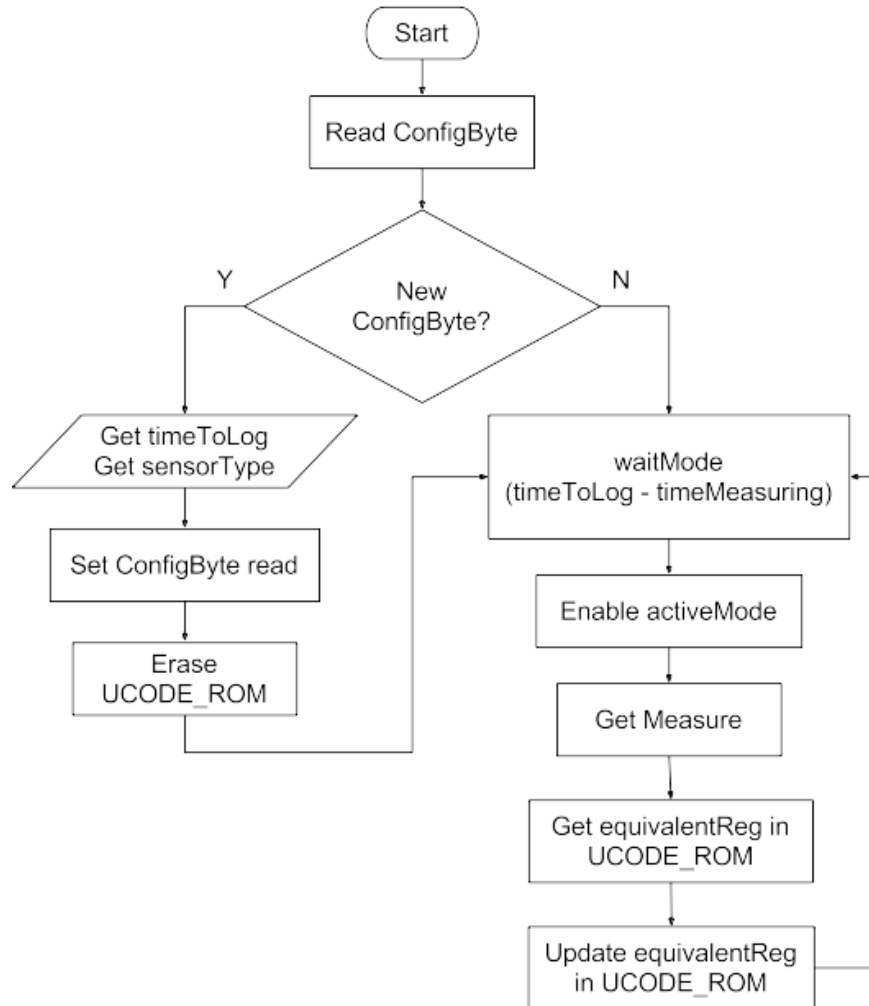 Start
Read ConfigByte
Y
N
New
ConfigByte?
Get timeToLog
Get sensorType
waitMode
(timeToLog - timeMeasuring)
Set ConfigByte read
Enable activeMode
Erase
UCODE_ROM
Get Measure
Get equivalentReg in
UCODE_ROM
Update equivalentReg
in UCODE_ROM